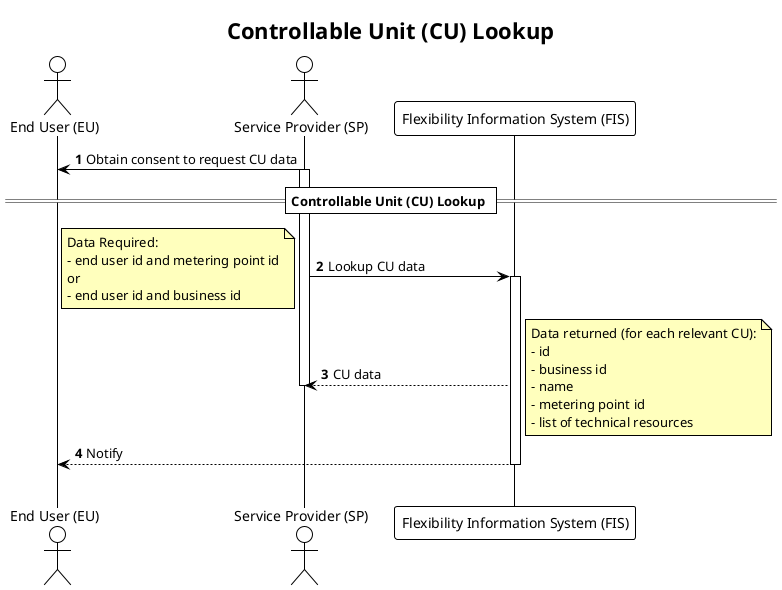 Controllable Unit (CU) Lookup
End User (EU)
Service Provider (SP)
Flexibility Information System (FIS)
1 Obtain consent to request CU data
Controllable Unit (CU) Lookup
Data Required:
- end user id and metering point id
or
- end user id and business id
2 Lookup CU data
Data returned (for each relevant CU):
- id
- business id
- name
- metering point id
- list of technical resources
3 CU data
4 Notify
End User (EU)
Service Provider (SP)
Flexibility Information System (FIS)